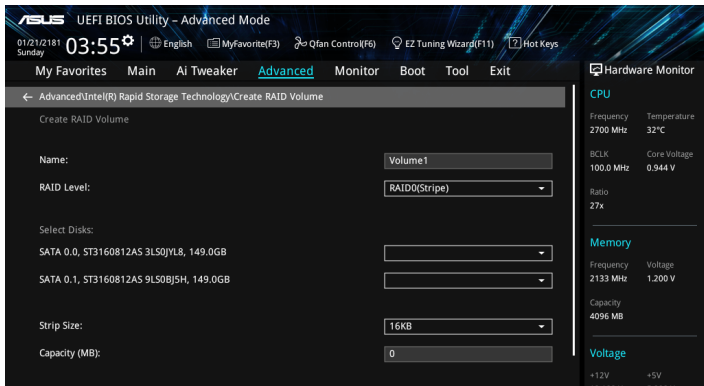 ASUS UEFI BIOS Utility – Advanced Mode
01/21/2181 Sunday 03:55 English MyFavorite(F3) Qfan Control(F6) EZ Tuning Wizard(F11) ? Hot Keys
My Favorites Main Ai Tweaker Advanced Monitor Boot Tool Exit
← Advanced\Intel(R) Rapid Storage Technology\Create RAID Volume
Create RAID Volume
Name: Volume1
RAID Level: RAID0(Stripe)
Select Disks:
SATA 0.0, ST3160812AS 3LS0JYL8, 149.0GB
SATA 0.1, ST3160812AS 9LS0BJ5H, 149.0GB
Strip Size: 16KB
Capacity (MB): 0
Hardware Monitor
CPU
Frequency Temperature
2700 MHz 32°C
BCLK Core Voltage
100.0 MHz 0.944 V
Ratio
27x
Memory
Frequency Voltage
2133 MHz 1.200 V
Capacity
4096 MB
Voltage
+12V +5V